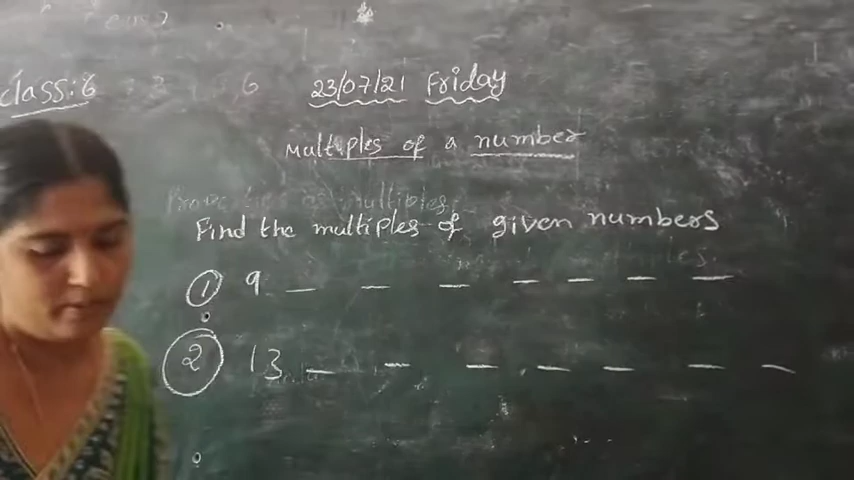 class: 6 23/07/21 Friday
Multiples of a number
Find the multiples of given numbers
① 9 _ _ _ _ _ _ _
② 13 _ _ _ _ _ _ _